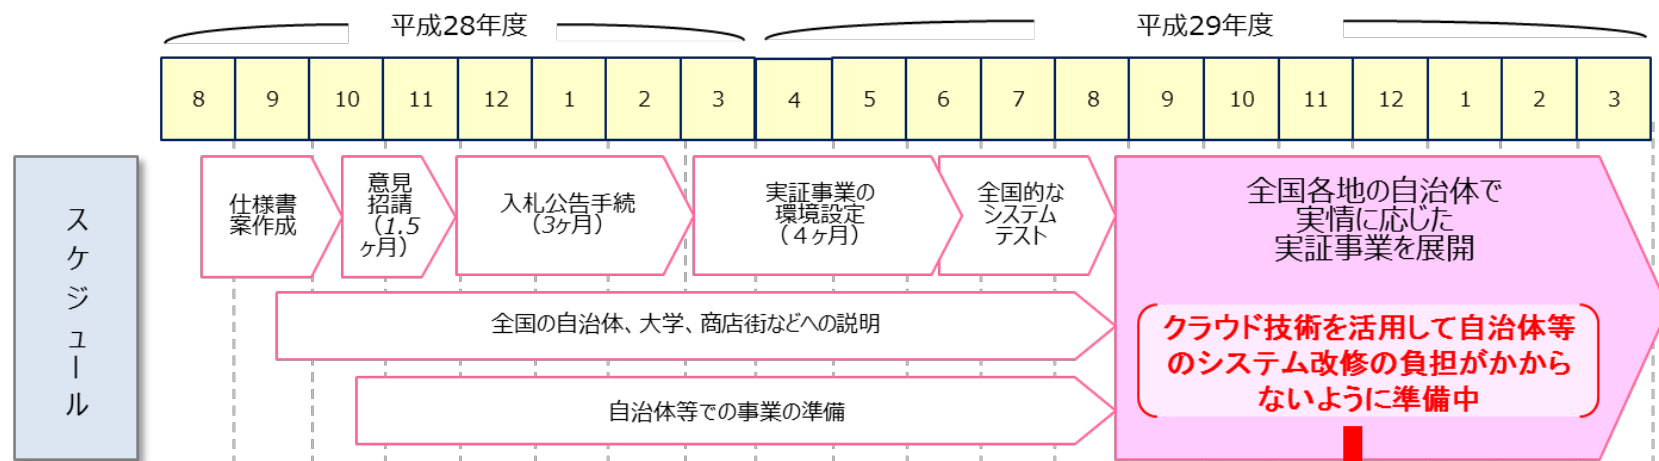 平成28年度
平成29年度
8 9 10 11 12 1 2 3 4 5 6 7 8 9 10 11 12 1 2 3
スケジュール
仕様書
案作成
意見
招請
（1.5
ヶ月）
入札公告手続
（3ヶ月）
実証事業の
環境設定
（４ヶ月）
全国的な
システム
テスト
全国各地の自治体で
実情に応じた
実証事業を展開
全国の自治体、大学、商店街などへの説明
クラウド技術を活用して自治体等
のシステム改修の負担がかから
ないように準備中
自治体等での事業の準備